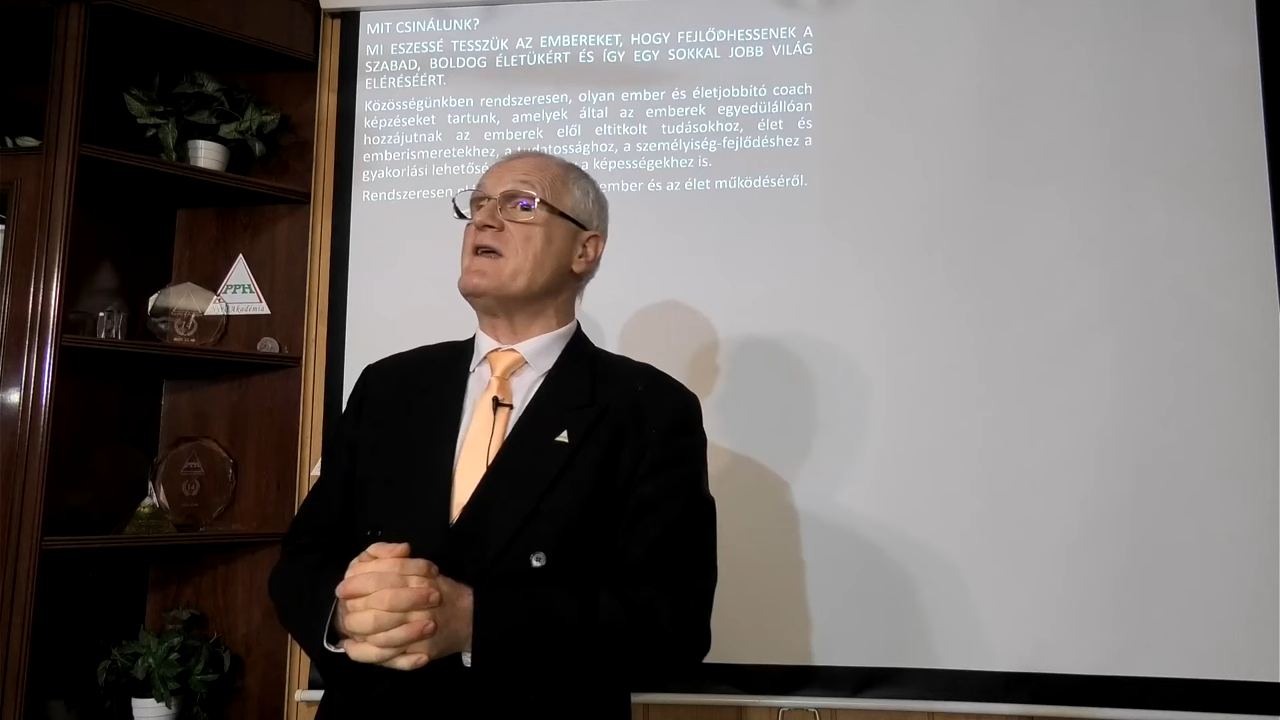 MIT CSINÁLUNK?
MI ESZESSÉ TESSZÜK AZ EMBEREKET, HOGY FEJLŐDHESSENEK A
SZABAD, BOLDOG ÉLETÜKÉRT ÉS ÍGY EGY SOKKAL JOBB VILÁG
ELÉRÉSÉÉRT.
Közösségünkben rendszeresen, olyan ember és életjobbító coach
képzéseket tartunk, amelyek által az emberek egyedülállóan
hozzájutnak az emberek elől eltitkolt tudásokhoz, élet és
emberismeretekhez, a tudatossághoz, a személyiség-fejlődéshez a
gyakorlási a képességekhez is.
Rendszeresen ember és az élet működéséről.
PPH
Akadémia